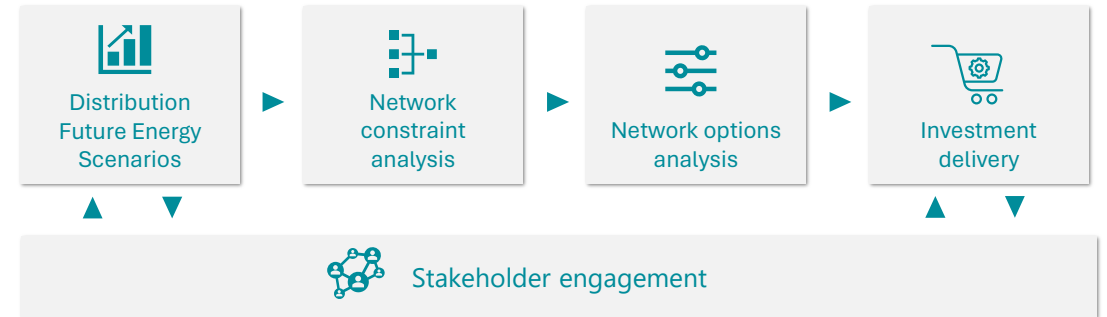 Distribution
Future Energy
Scenarios
Network
constraint
analysis
Network options
analysis
Investment
delivery
Stakeholder engagement